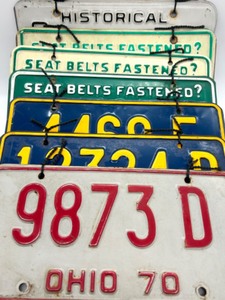 HISTORICAL
SEAT BELTS FASTENED?
SEAT BELTS FASTENED?
SEAT BELTS FASTENED?
9873 D
OHIO 70